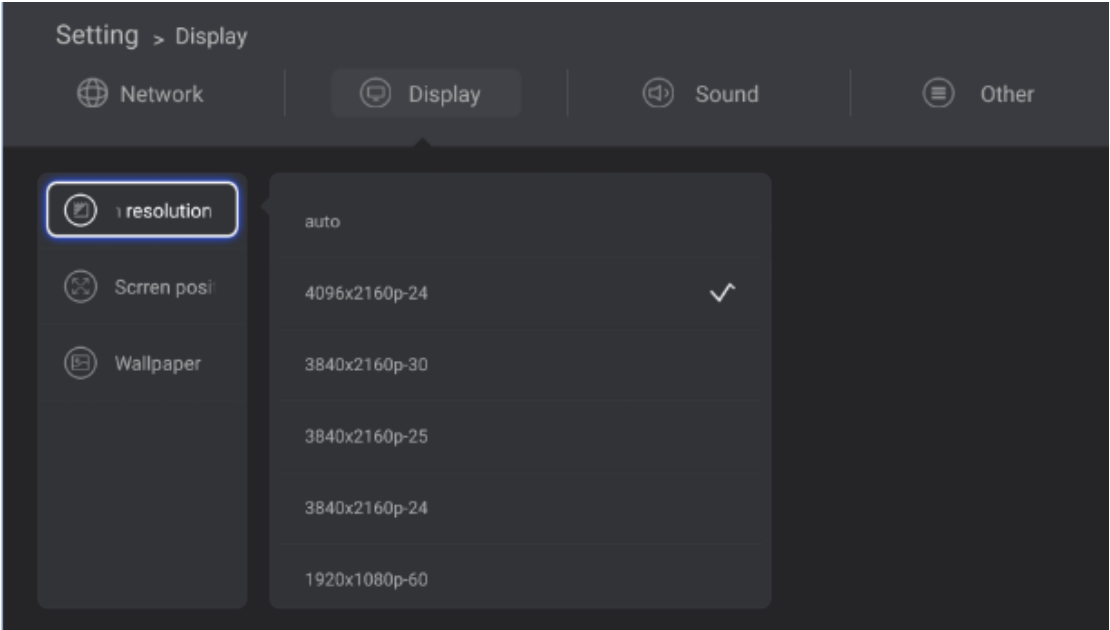 Setting > Display
Network
Display
Sound
Other
resolution
auto
4096x2160p-24
Scrren posi
3840x2160p-30
Wallpaper
3840x2160p-25
3840x2160p-24
1920x1080p-60